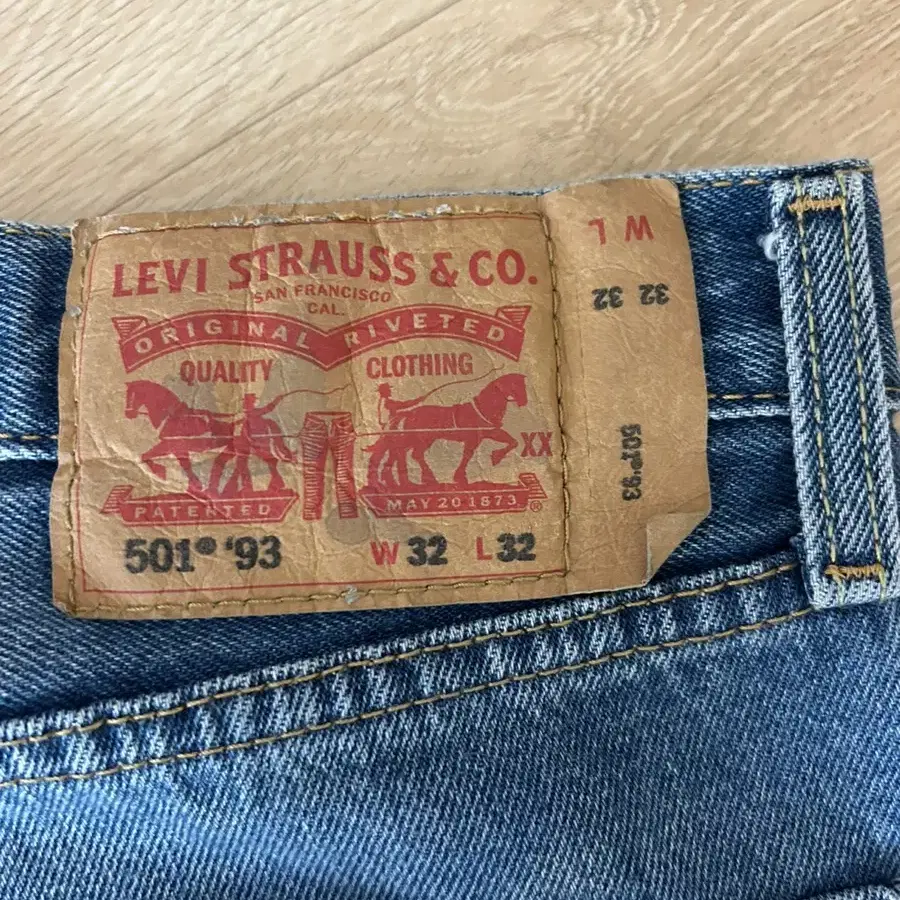 LEVI STRAUSS & CO.
SAN FRANCISCO
CAL.
ORIGINAL RIVETED
QUALITY CLOTHING
XX
PATENTED MAY 20 1873 ®
501® '93 W 32 L 32
W L
32 32
501® '93